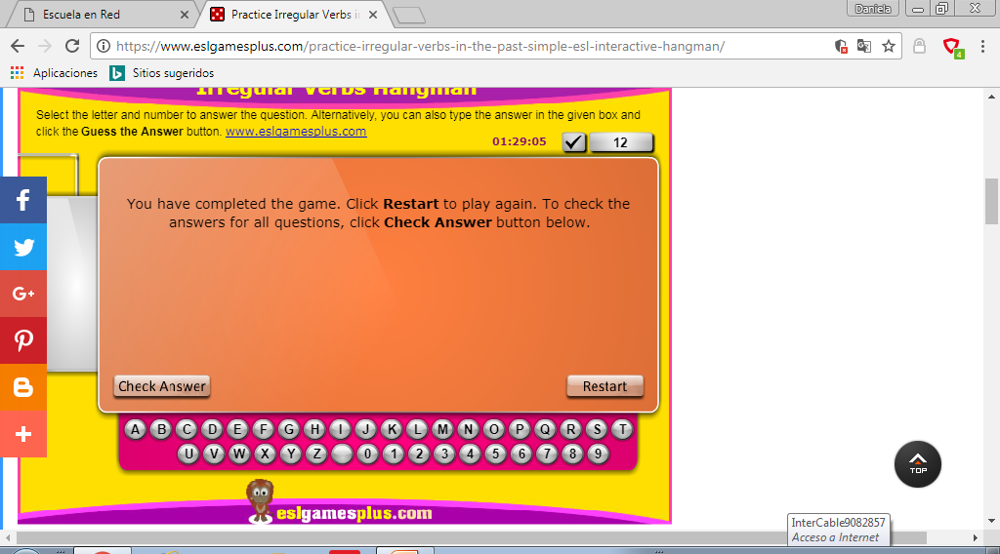 Escuela en Red
Practice Irregular Verbs i
Daniela
https://www.eslgamesplus.com/practice-irregular-verbs-in-the-past-simple-esl-interactive-hangman/
4
Aplicaciones
Sitios sugeridos
Irregular Verbs Hangman
Select the letter and number to answer the question. Alternatively, you can also type the answer in the given box and
click the Guess the Answer button. www.eslgamesplus.com
01:29:05
12
You have completed the game. Click Restart to play again. To check the
answers for all questions, click Check Answer button below.
Check Answer
Restart
A B C D E F G H I J K L M N O P Q R S T
U V W X Y Z 0 1 2 3 4 5 6 7 8 9
TOP
eslgamesplus.com
InterCable9082857
Acceso a Internet